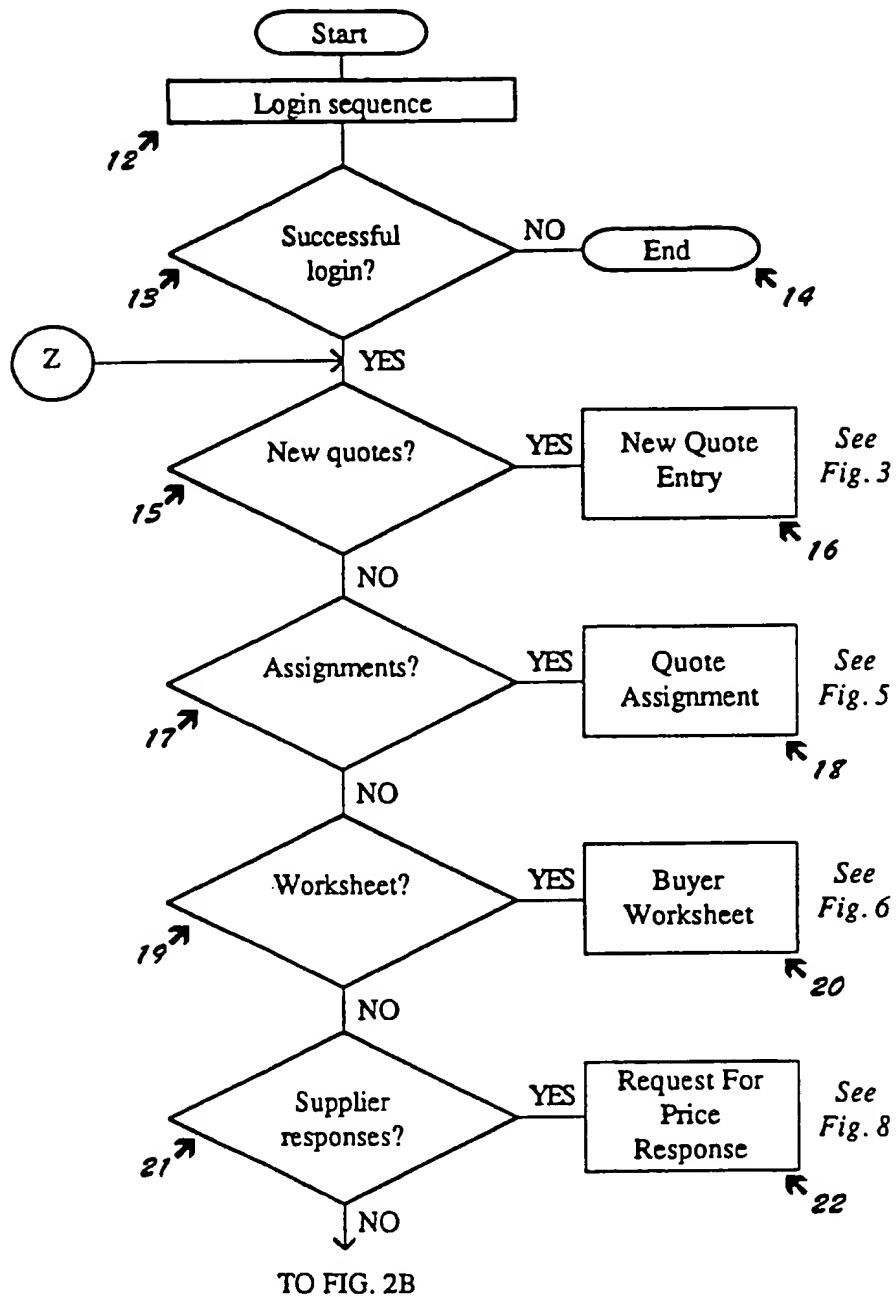 Start
Login sequence
12
Successful
login?
NO
End
13
14
Z
YES
New quotes?
YES
New Quote
Entry
See
Fig. 3
15
16
NO
Assignments?
YES
Quote
Assignment
See
Fig. 5
17
18
NO
Worksheet?
YES
Buyer
Worksheet
See
Fig. 6
19
20
NO
Supplier
responses?
YES
Request For
Price
Response
See
Fig. 8
21
22
NO
TO FIG. 2B